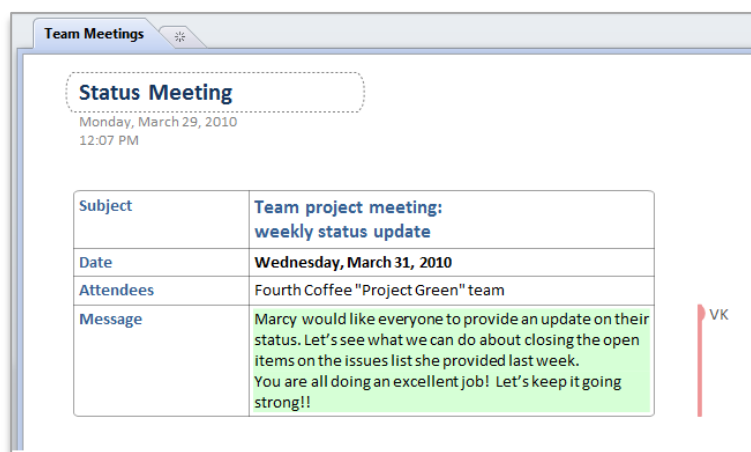 Team Meetings
Status Meeting
Monday, March 29, 2010
12:07 PM
Subject
Team project meeting:
weekly status update
Date
Wednesday, March 31, 2010
Attendees
Fourth Coffee "Project Green" team
Message
Marcy would like everyone to provide an update on their
status. Let’s see what we can do about closing the open
items on the issues list she provided last week.
You are all doing an excellent job! Let’s keep it going
strong!!
VK